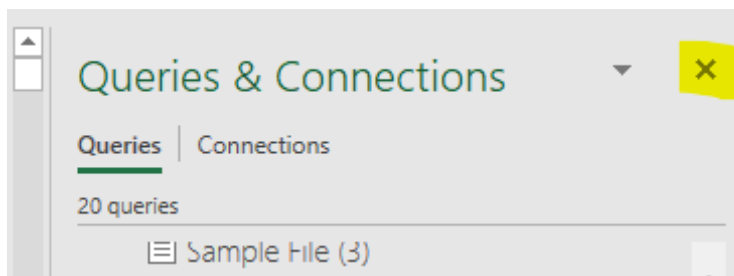 Queries & Connections
Queries Connections
20 queries
Sample File (3)